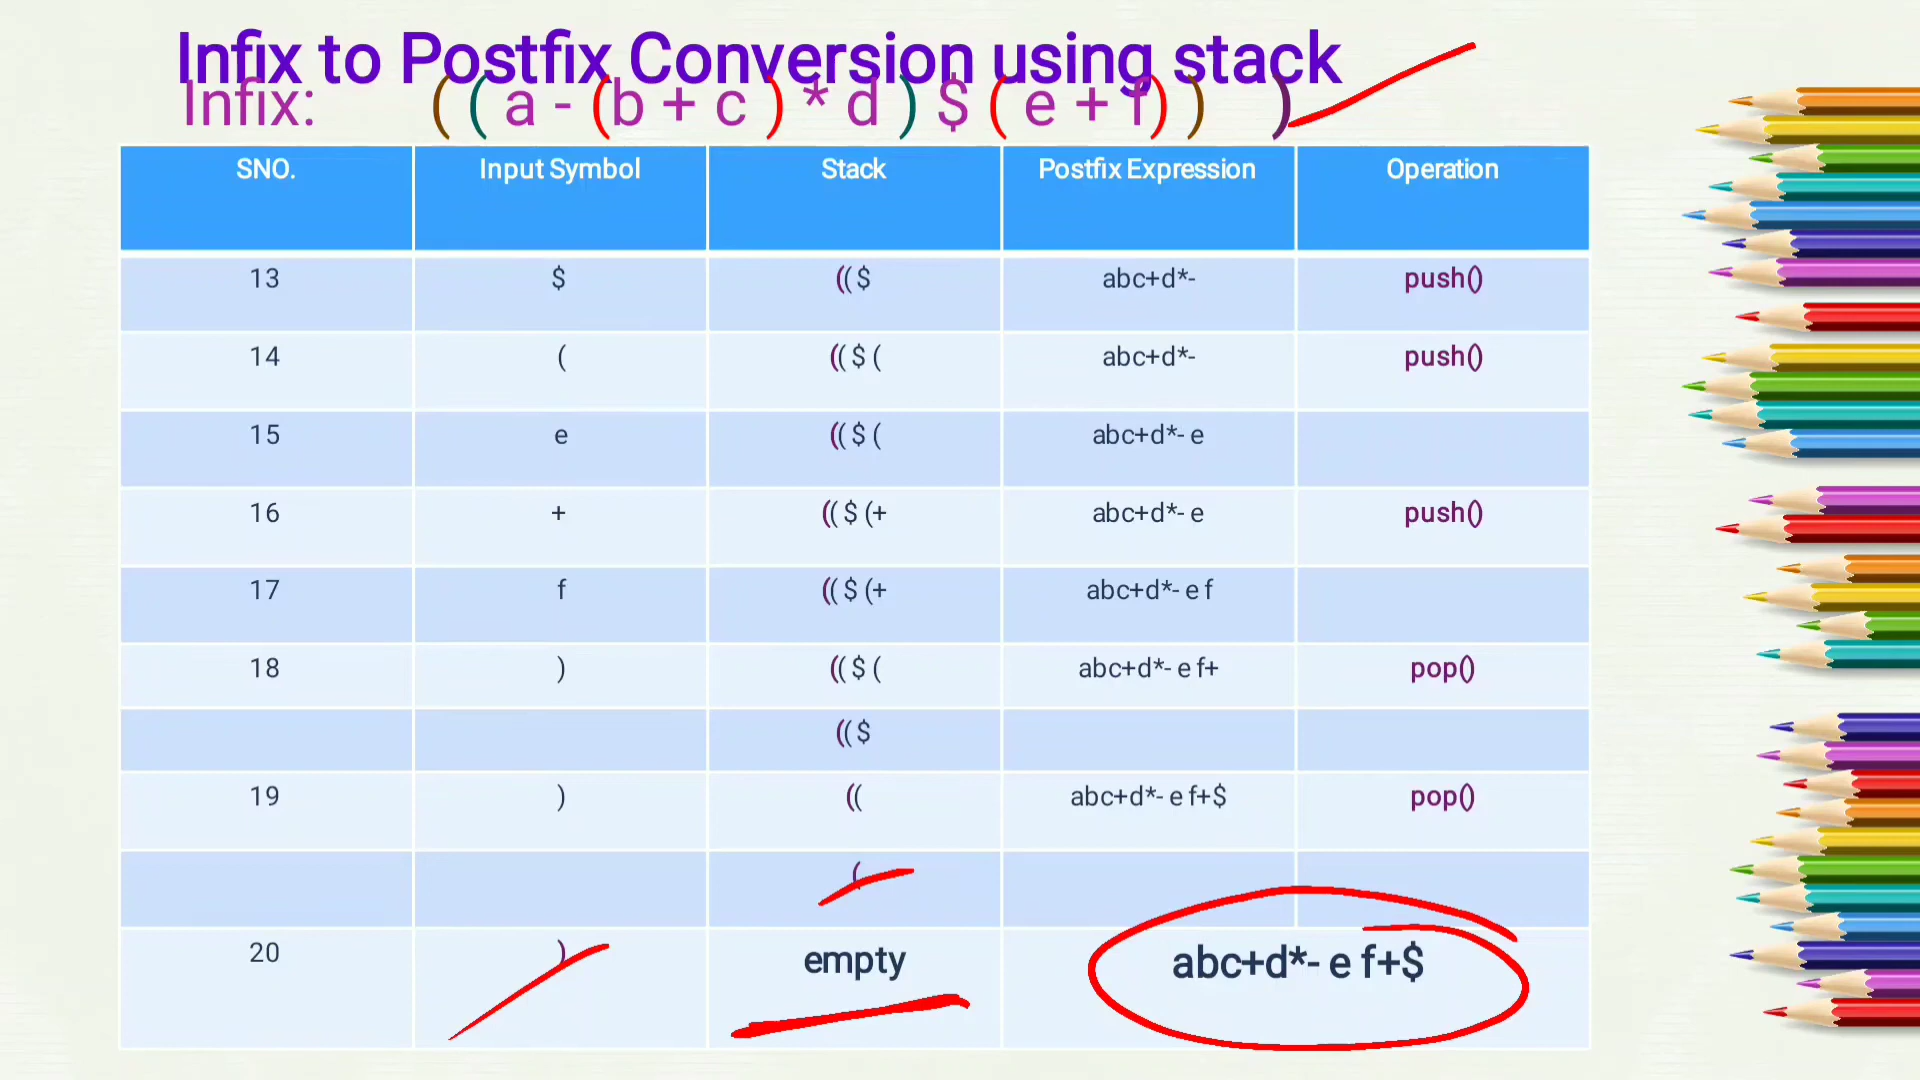 Infix to Postfix Conversion using stack
Infix: ( ( a - (b + c ) * d ) $ ( e + f) ) )
SNO. Input Symbol Stack Postfix Expression Operation
13 $ (( $ abc+d*- push()
14 ( (( $ ( abc+d*- push()
15 e (( $ ( abc+d*- e
16 + (( $ (+ abc+d*- e push()
17 f (( $ (+ abc+d*- e f
18 ) (( $ ( abc+d*- e f+ pop()
(( $
19 ) (( abc+d*- e f+$ pop()
(
20 ) empty abc+d*- e f+$